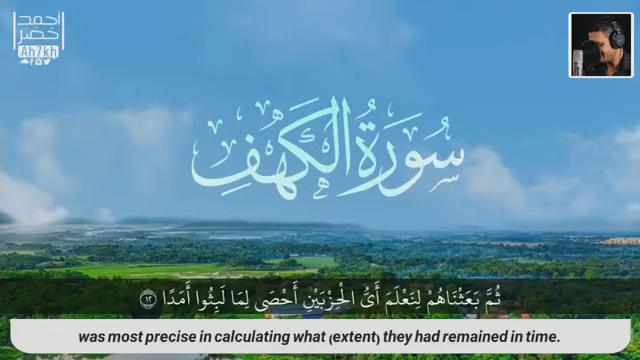 أحمد
خضر
Ah7kh
سُورَةُ الكَهْفِ
ثُمَّ بَعَثْنَاهُمْ لِنَعْلَمَ أَيُّ الْحِزْبَيْنِ أَحْصَى لِمَا لَبِثُوا أَمَدًا ۝١٢
was most precise in calculating what (extent) they had remained in time.